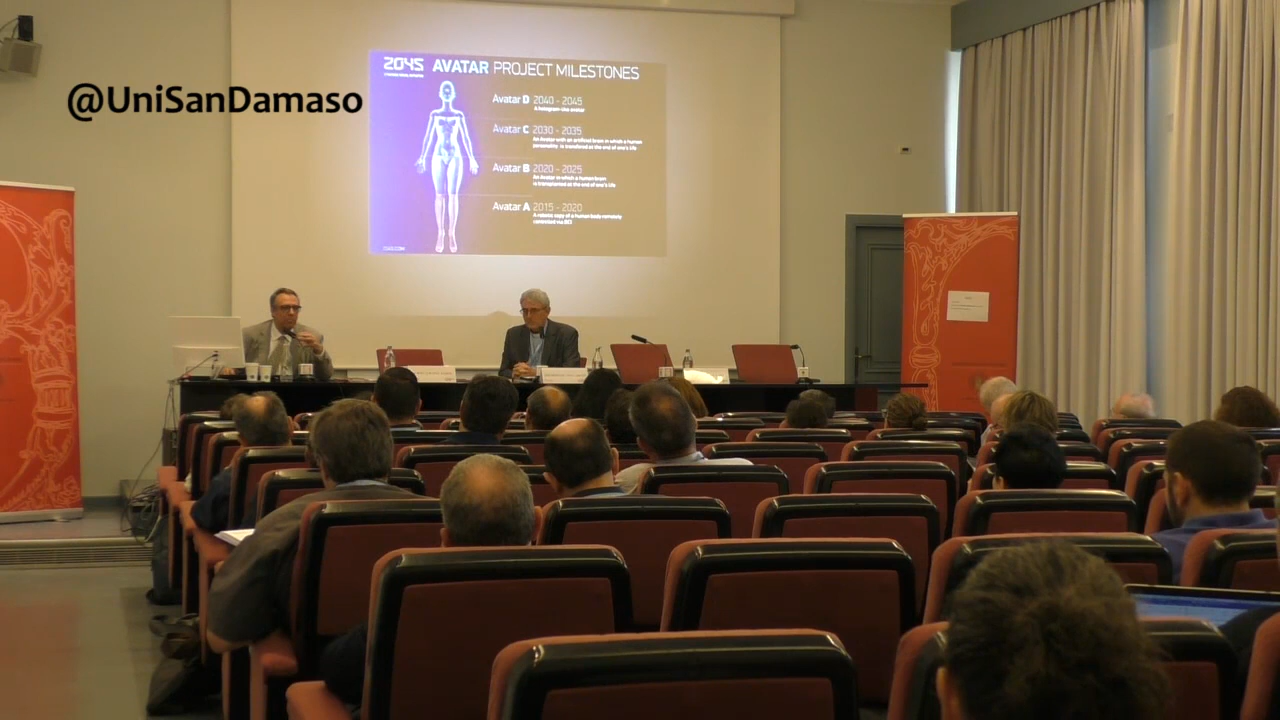 @UniSanDamaso
2045 AVATAR PROJECT MILESTONES
Avatar D 2040 - 2045
A hologram-like avatar
Avatar C 2030 - 2035
An Avatar with an artificial brain in which a human
personality is transferred at the end of one's life
Avatar B 2020 - 2025
An Avatar in which a human brain
is transplanted at the end of one's life
Avatar A 2015 - 2020
A robotic copy of a human body remotely
controlled via BCI
2045.COM